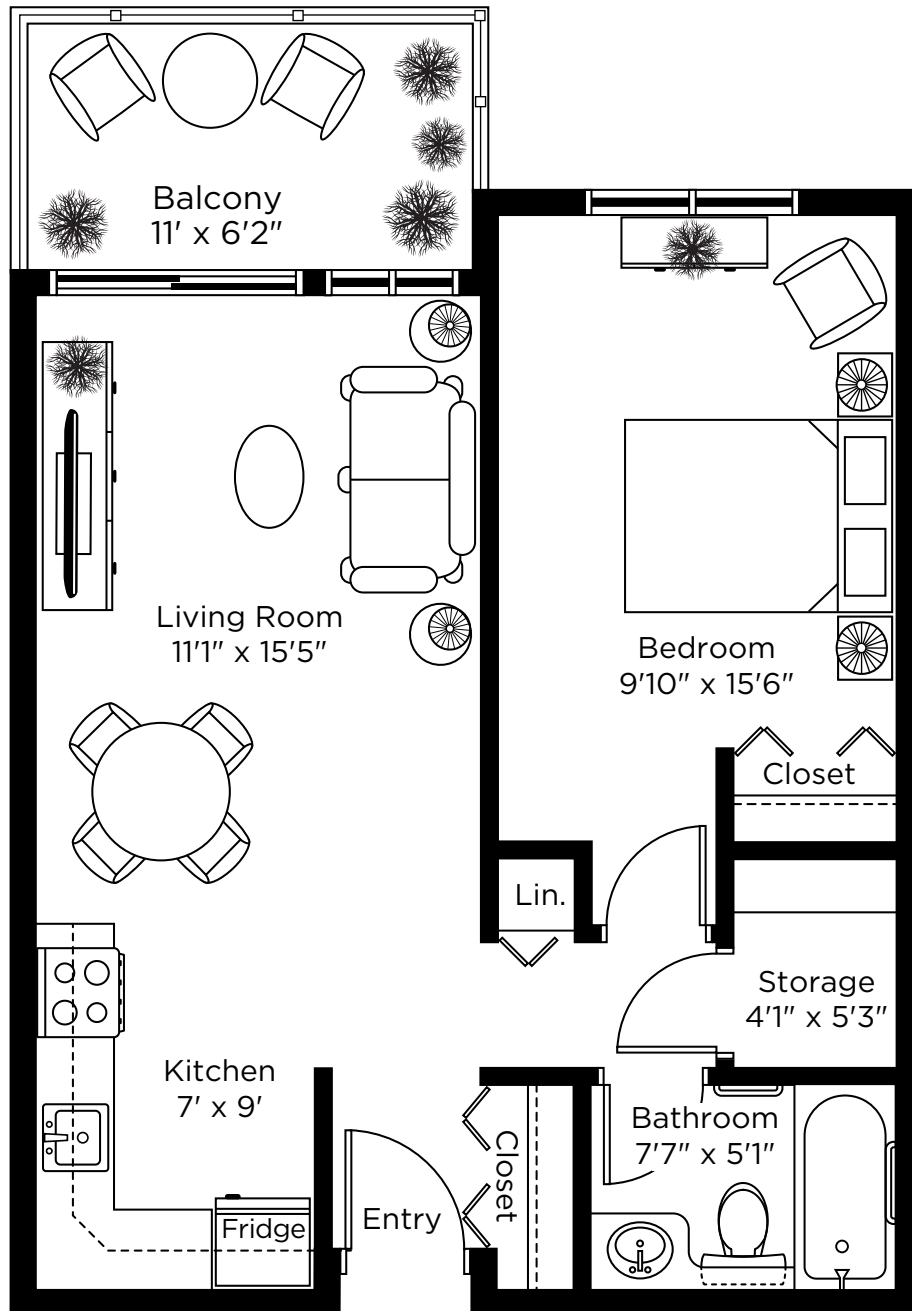 Balcony
11' x 6'2"
Living Room
11'1" x 15'5"
Bedroom
9'10" x 15'6"
Closet
Lin.
Storage
4'1" x 5'3"
Kitchen
7' x 9'
Bathroom
7'7" x 5'1"
Closet
Entry
Fridge